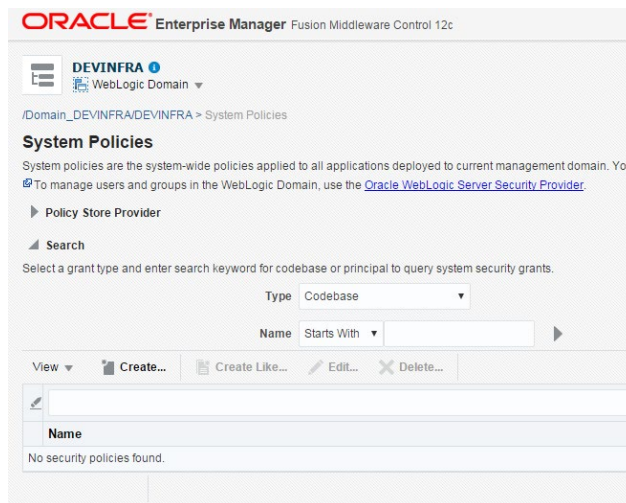 ORACLE Enterprise Manager Fusion Middleware Control 12c
DEVINFRA
WebLogic Domain
/Domain_DEVINFRA/DEVINFRA > System Policies
System Policies
System policies are the system-wide policies applied to all applications deployed to current management domain. Yo
To manage users and groups in the WebLogic Domain, use the Oracle WebLogic Server Security Provider.
Policy Store Provider
Search
Select a grant type and enter search keyword for codebase or principal to query system security grants.
Type Codebase
Name Starts With
View Create... Create Like... Edit... Delete...
Name
No security policies found.